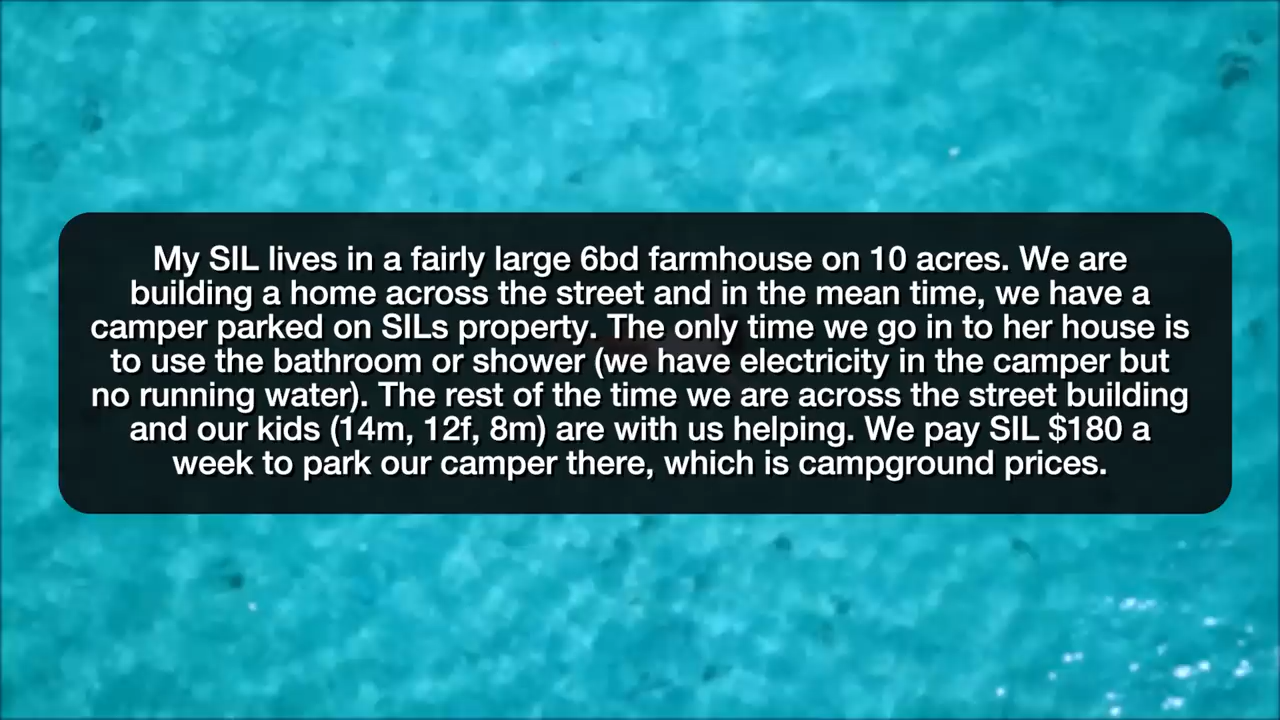 My SIL lives in a fairly large 6bd farmhouse on 10 acres. We are
building a home across the street and in the mean time, we have a
camper parked on SILs property. The only time we go in to her house is
to use the bathroom or shower (we have electricity in the camper but
no running water). The rest of the time we are across the street building
and our kids (14m, 12f, 8m) are with us helping. We pay SIL $180 a
week to park our camper there, which is campground prices.